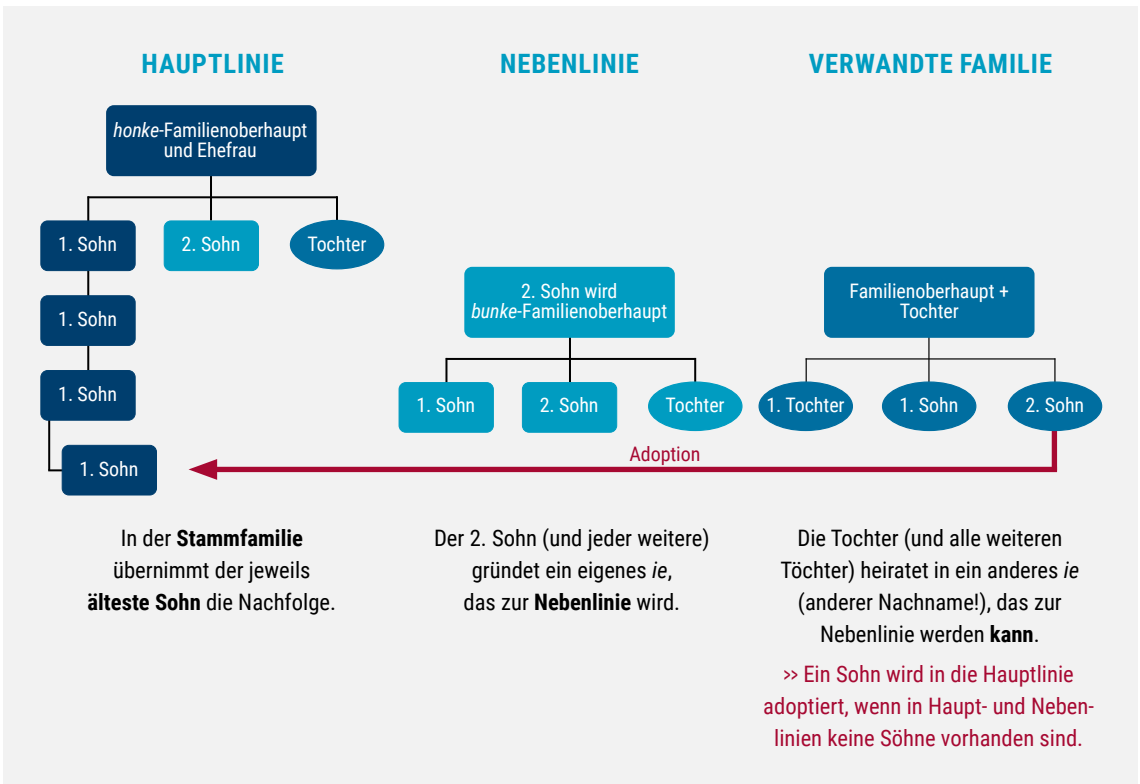 HAUPTLINIE
NEBENLINIE
VERWANDTE FAMILIE
honke-Familienoberhaupt
und Ehefrau
1. Sohn
2. Sohn
Tochter
1. Sohn
1. Sohn
1. Sohn
2. Sohn wird
bunke-Familienoberhaupt
1. Sohn
2. Sohn
Tochter
Familienoberhaupt +
Tochter
1. Tochter
1. Sohn
2. Sohn
Adoption
In der Stammfamilie
übernimmt der jeweils
älteste Sohn die Nachfolge.
Der 2. Sohn (und jeder weitere)
gründet ein eigenes ie,
das zur Nebenlinie wird.
Die Tochter (und alle weiteren
Töchter) heiratet in ein anderes ie
(anderer Nachname!), das zur
Nebenlinie werden kann.
>> Ein Sohn wird in die Hauptlinie
adoptiert, wenn in Haupt- und Neben-
linien keine Söhne vorhanden sind.